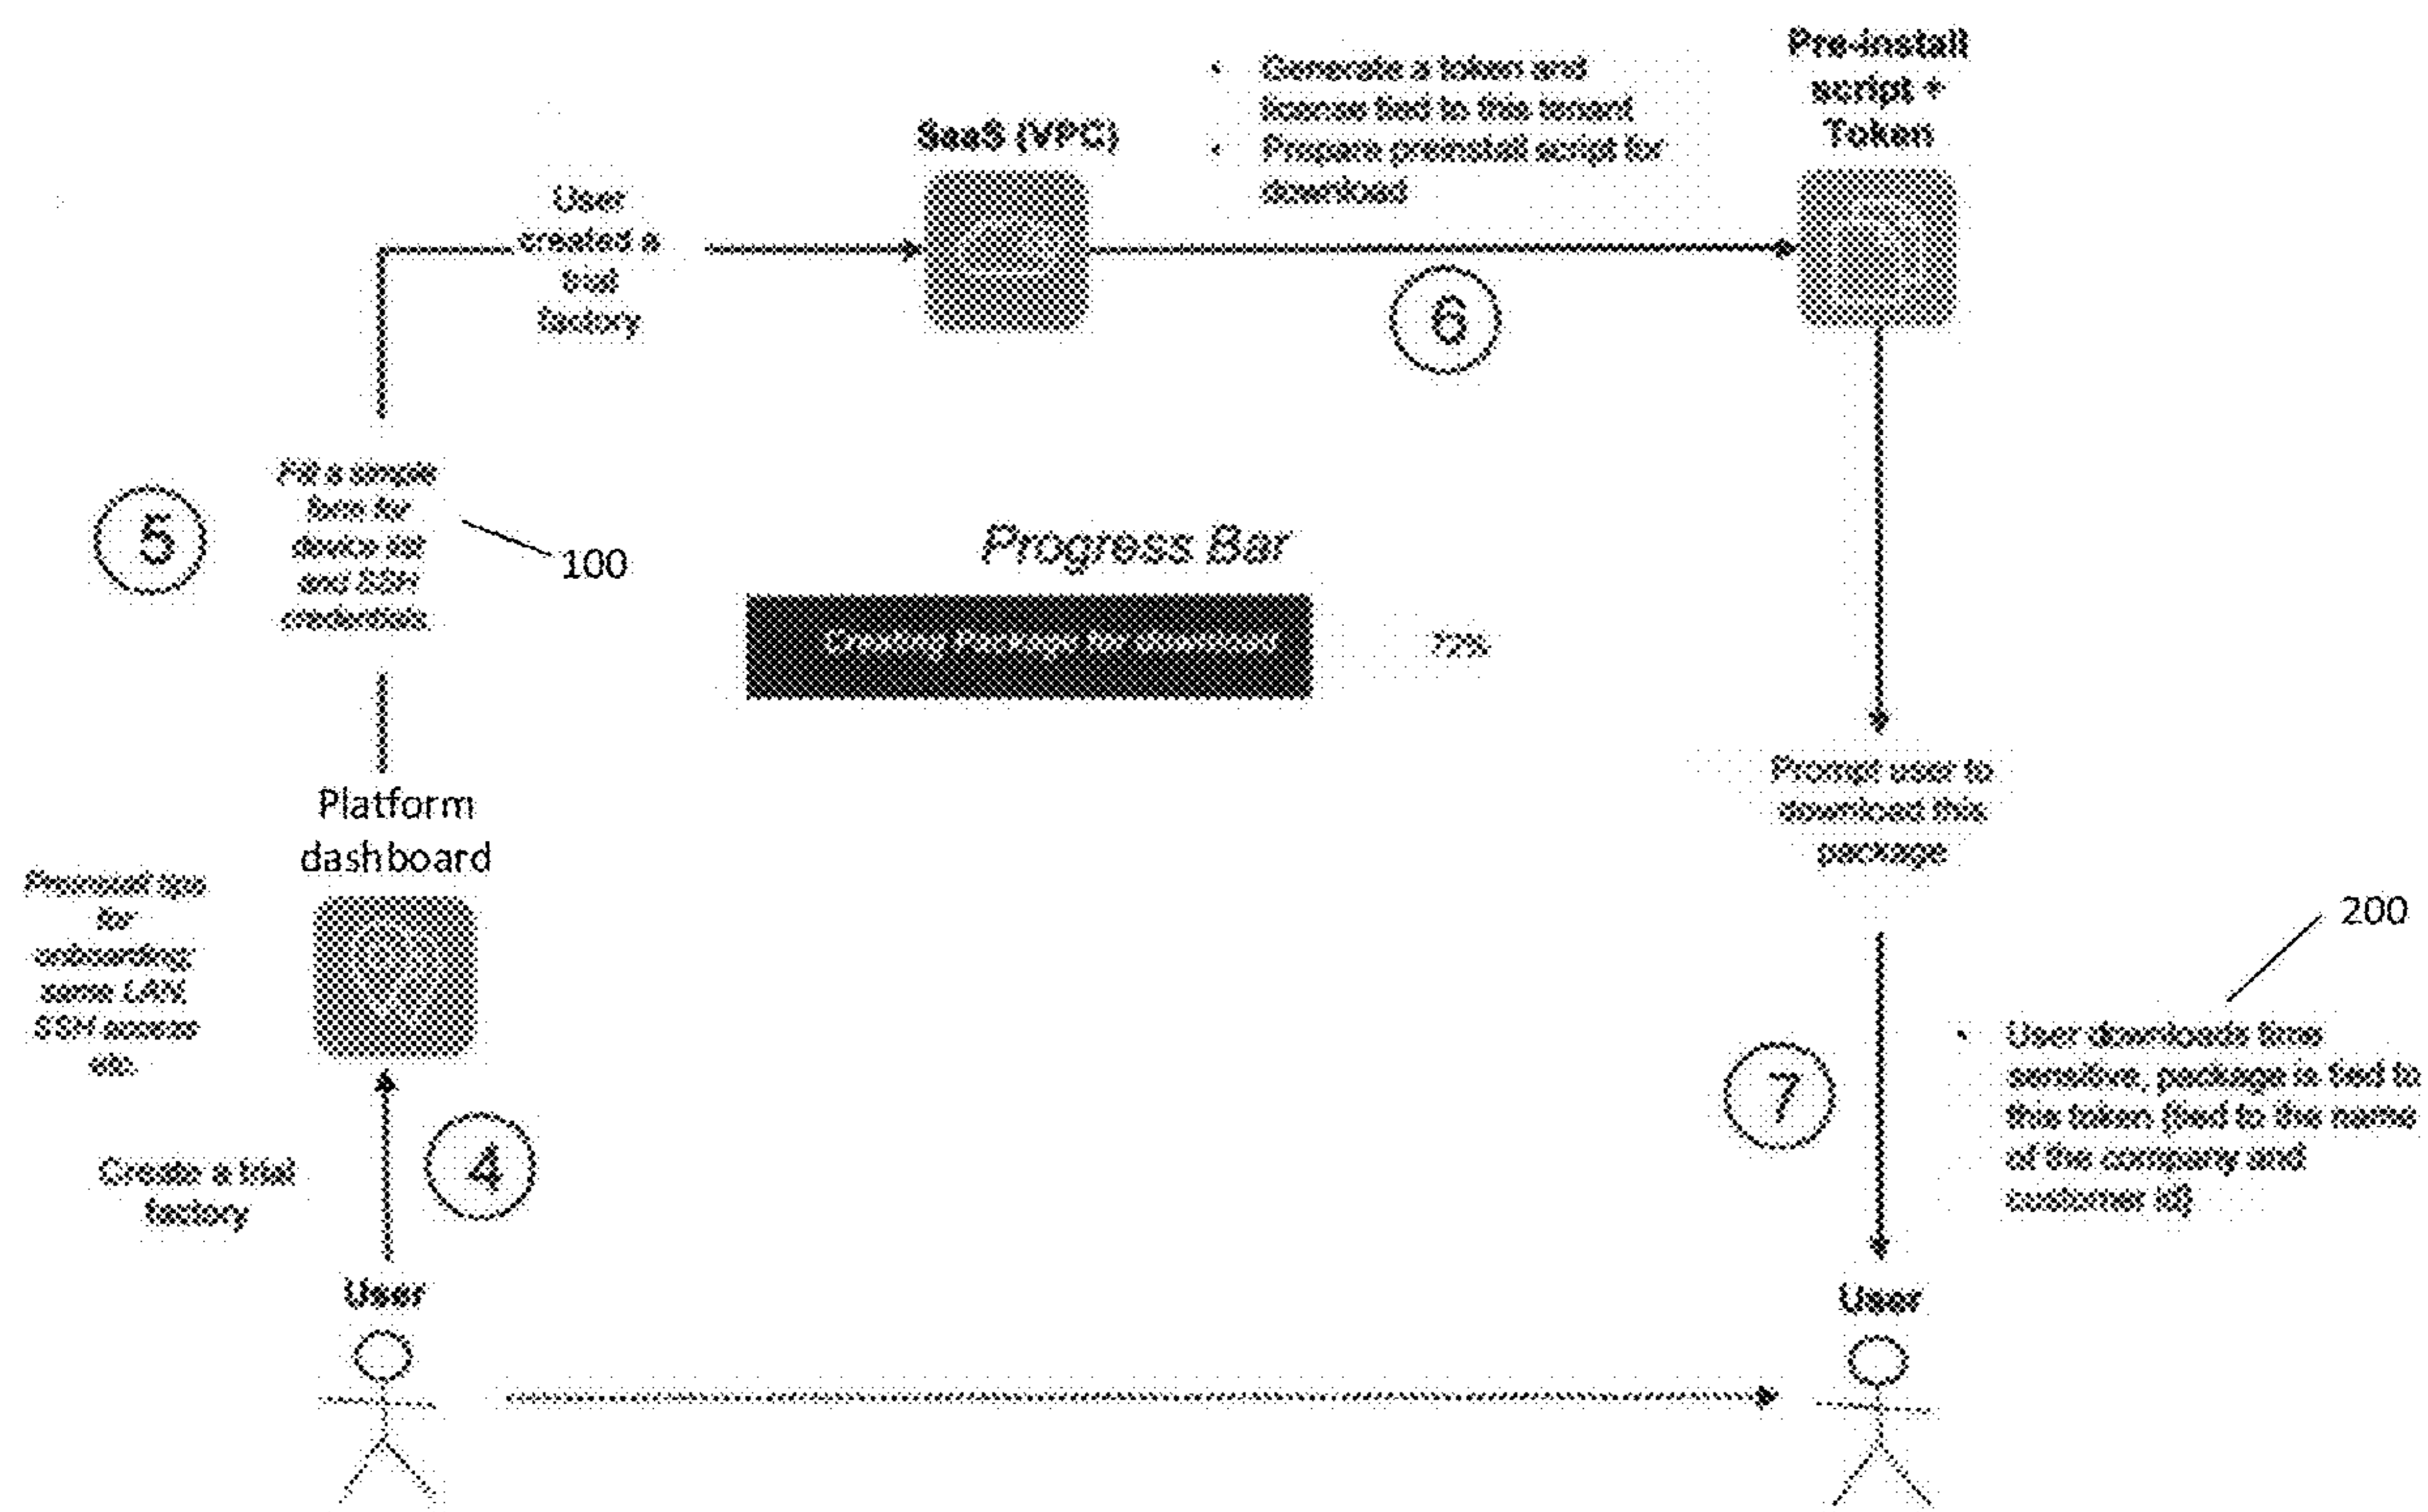 Pre-install
script +
Token
Generate a token and
license tied to this tenant
Prepare preinstall script for
download
SaaS (VPC)
User
created a
trial
factory
6
5
Fill a simple
form for
device list
and SSH
credentials
100
Progress Bar
package for download
77%
Platform
dashboard
Prompt user to
download this
package
200
for
onboarding
same LAN,
SSH access
etc.
7
User downloads time
sensitive, package is tied to
this token (tied to the name
of the company and
customer id)
4
Create a trial
factory
User
User